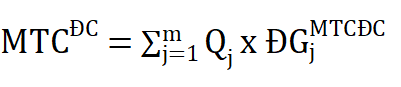 MTC^ĐC = ∑_{j=1}^{m} Q_j x ĐG_j^{MTCĐC}